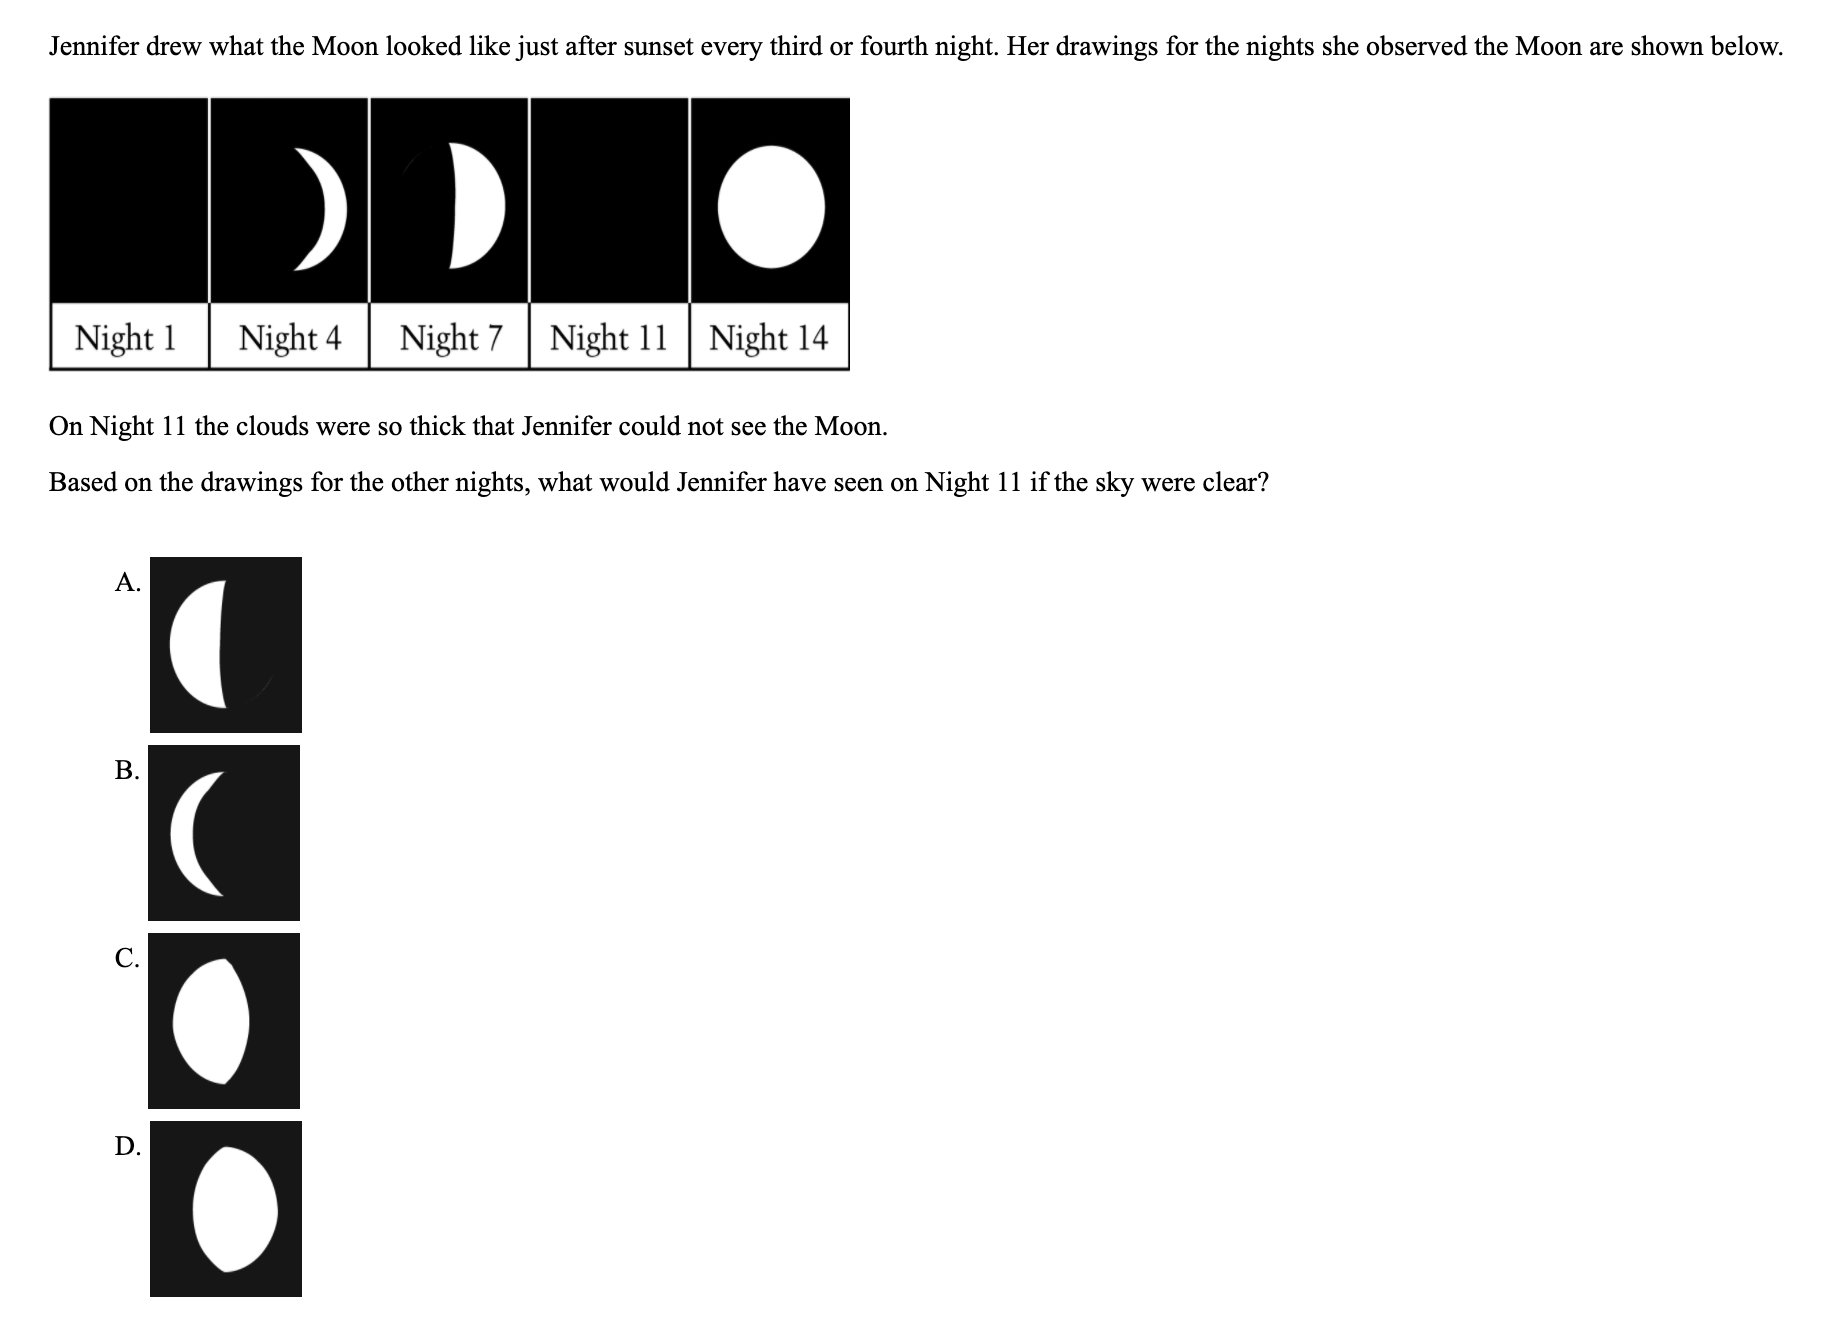 Jennifer drew what the Moon looked like just after sunset every third or fourth night. Her drawings for the nights she observed the Moon are shown below.
Night 1 Night 4 Night 7 Night 11 Night 14
On Night 11 the clouds were so thick that Jennifer could not see the Moon.
Based on the drawings for the other nights, what would Jennifer have seen on Night 11 if the sky were clear?
A.
B.
C.
D.